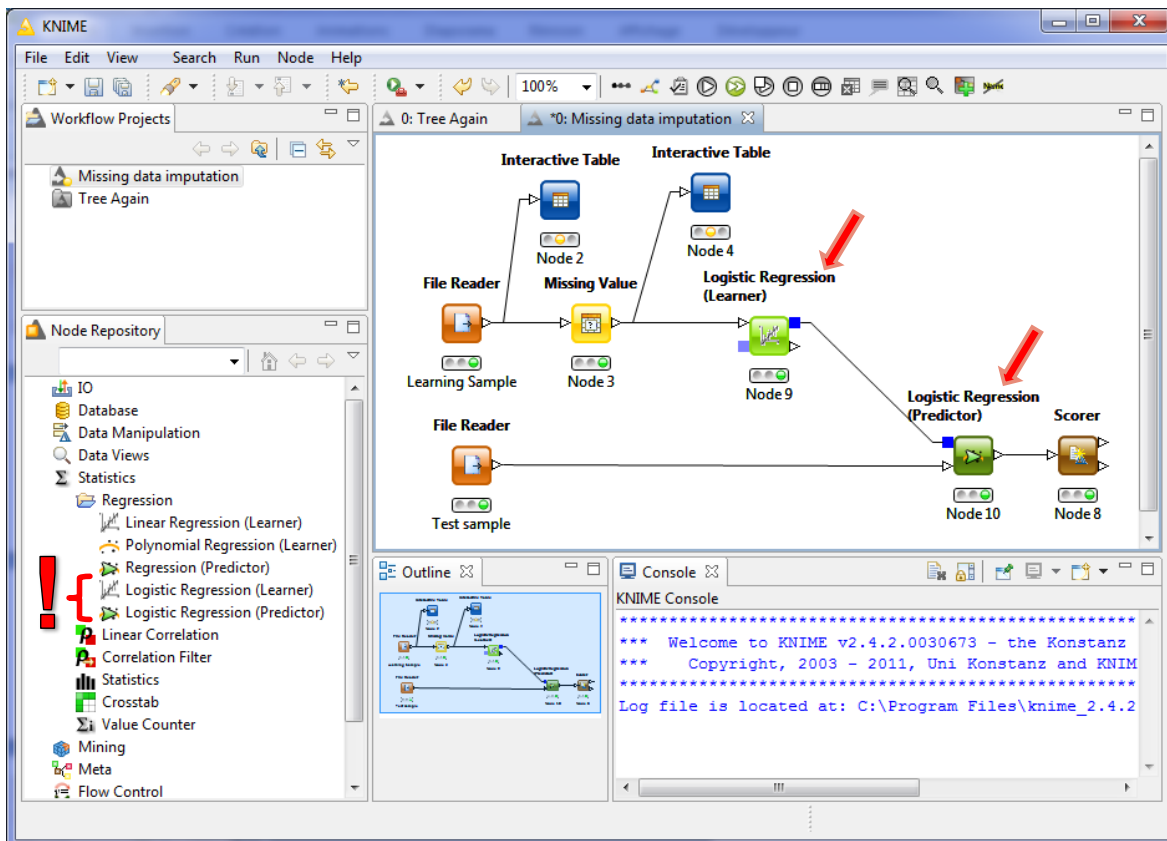 KNIME
File Edit View Search Run Node Help
100%
Workflow Projects
Missing data imputation
Tree Again
Node Repository
IO
Database
Data Manipulation
Data Views
Statistics
Regression
Linear Regression (Learner)
Polynomial Regression (Learner)
Regression (Predictor)
Logistic Regression (Learner)
Logistic Regression (Predictor)
!
Linear Correlation
Correlation Filter
Statistics
Crosstab
Value Counter
Mining
Meta
Flow Control
0: Tree Again
*0: Missing data imputation
Interactive Table
Node 2
Interactive Table
Node 4
File Reader
Learning Sample
Missing Value
Node 3
Logistic Regression
(Learner)
Node 9
File Reader
Test sample
Logistic Regression
(Predictor)
Node 10
Scorer
Node 8
Outline
Console
KNIME Console
***************************************************
*** Welcome to KNIME v2.4.2.0030673 - the Konstanz
*** Copyright, 2003 - 2011, Uni Konstanz and KNIM
***************************************************
Log file is located at: C:\Program Files\knime_2.4.2